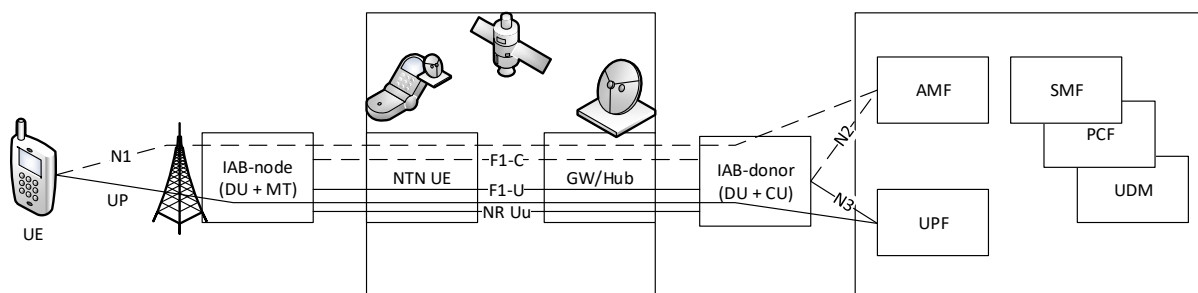 UE
N1
UP
IAB-node
(DU + MT)
NTN UE
F1-C
F1-U
NR Uu
GW/Hub
IAB-donor
(DU + CU)
N2
N3
AMF
UPF
SMF
PCF
UDM